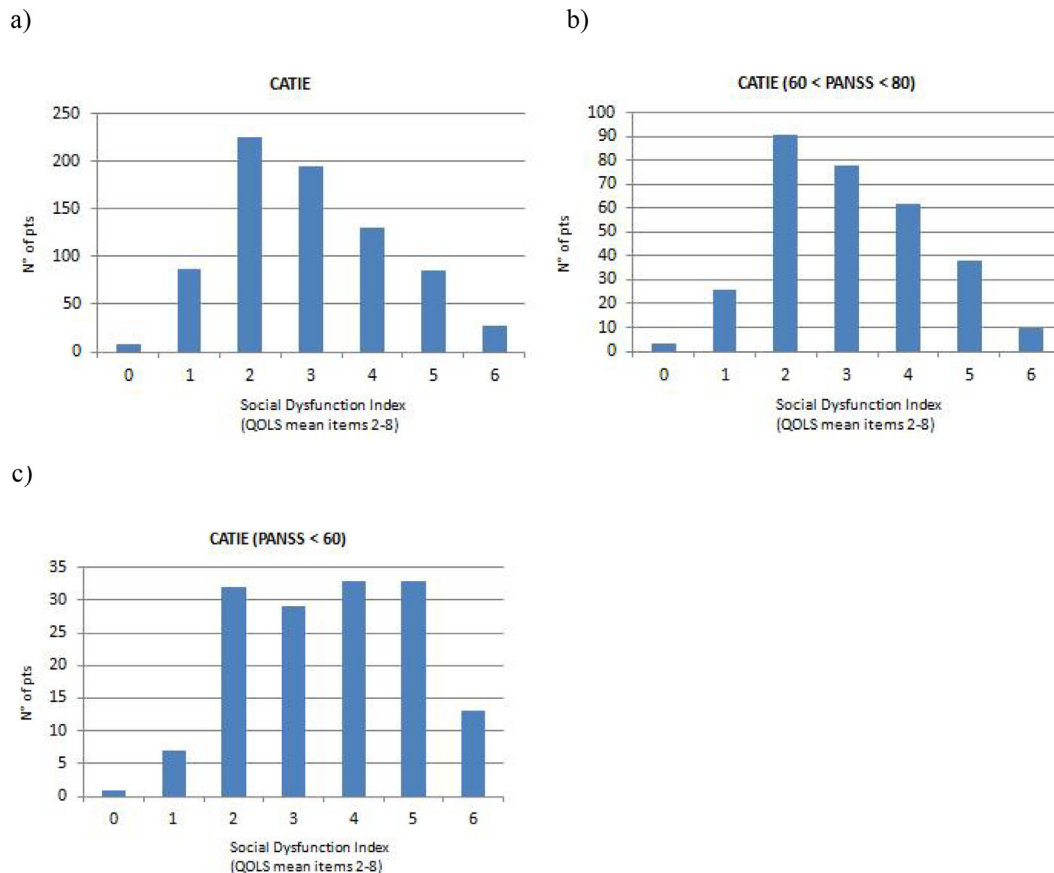 a)
CATIE
250
200
150
100
50
0
N° of pts
0 1 2 3 4 5 6
Social Dysfunction Index
(QOLS mean items 2-8)
b)
CATIE (60 < PANSS < 80)
100
90
80
70
60
50
40
30
20
10
0
N° of pts
0 1 2 3 4 5 6
Social Dysfunction Index
(QOLS mean items 2-8)
c)
CATIE (PANSS < 60)
35
30
25
20
15
10
5
0
N° of pts
0 1 2 3 4 5 6
Social Dysfunction Index
(QOLS mean items 2-8)